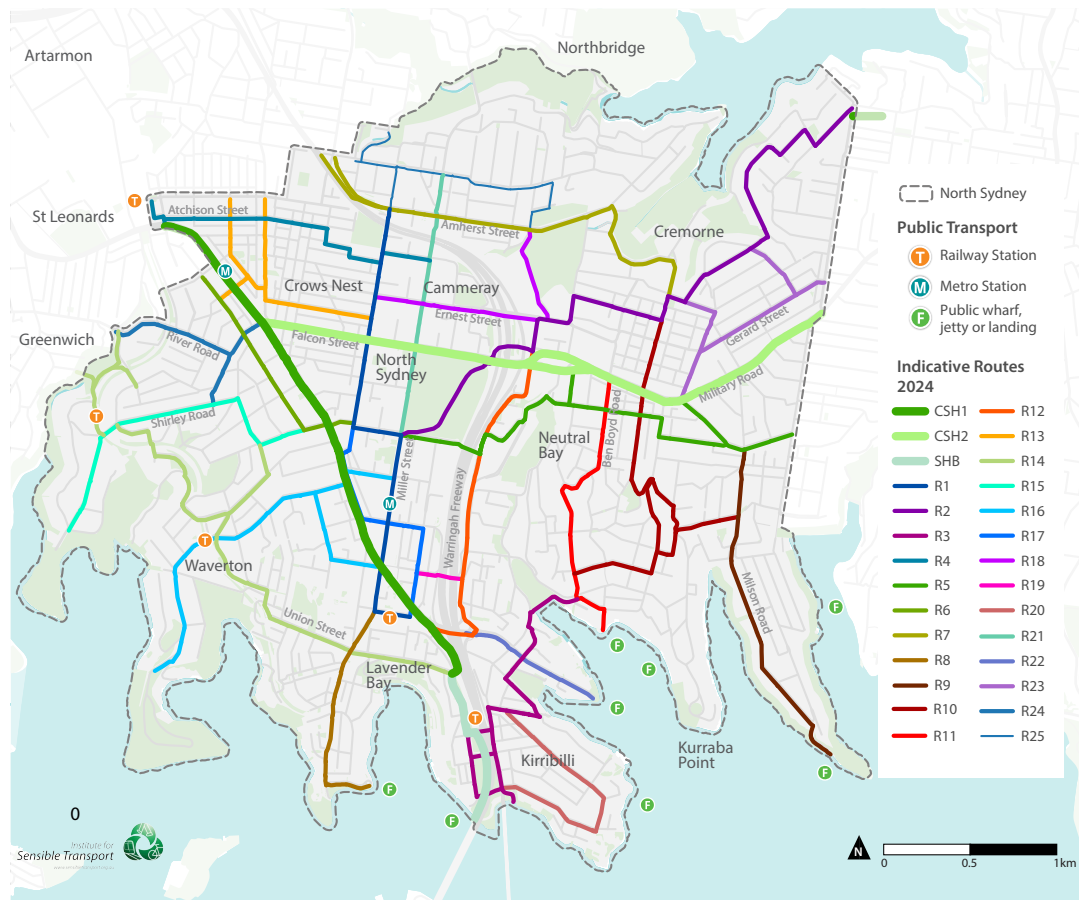 Artarmon
Northbridge
St Leonards
T
Atchison Street
Amherst Street
Cremorne
M
Crows Nest
Cammeray
Greenwich
River Road
Falcon Street
Ernest Street
Gerard Street
North
Sydney
Military Road
T
Shirley Road
Neutral
Bay
Ben Boyd Road
Miller Street
M
Warringah Freeway
T
Waverton
Milson Road
Union Street
T
F
F
F
Lavender
Bay
F
T
Kirribilli
Kurraba
Point
F
F
F
F
North Sydney
Public Transport
T Railway Station
M Metro Station
F Public wharf,
jetty or landing
Indicative Routes
2024
CSH1
CSH2
SHB
R1
R2
R3
R4
R5
R6
R7
R8
R9
R10
R11
R12
R13
R14
R15
R16
R17
R18
R19
R20
R21
R22
R23
R24
R25
0
Institute for
Sensible Transport
N
0 0.5 1km